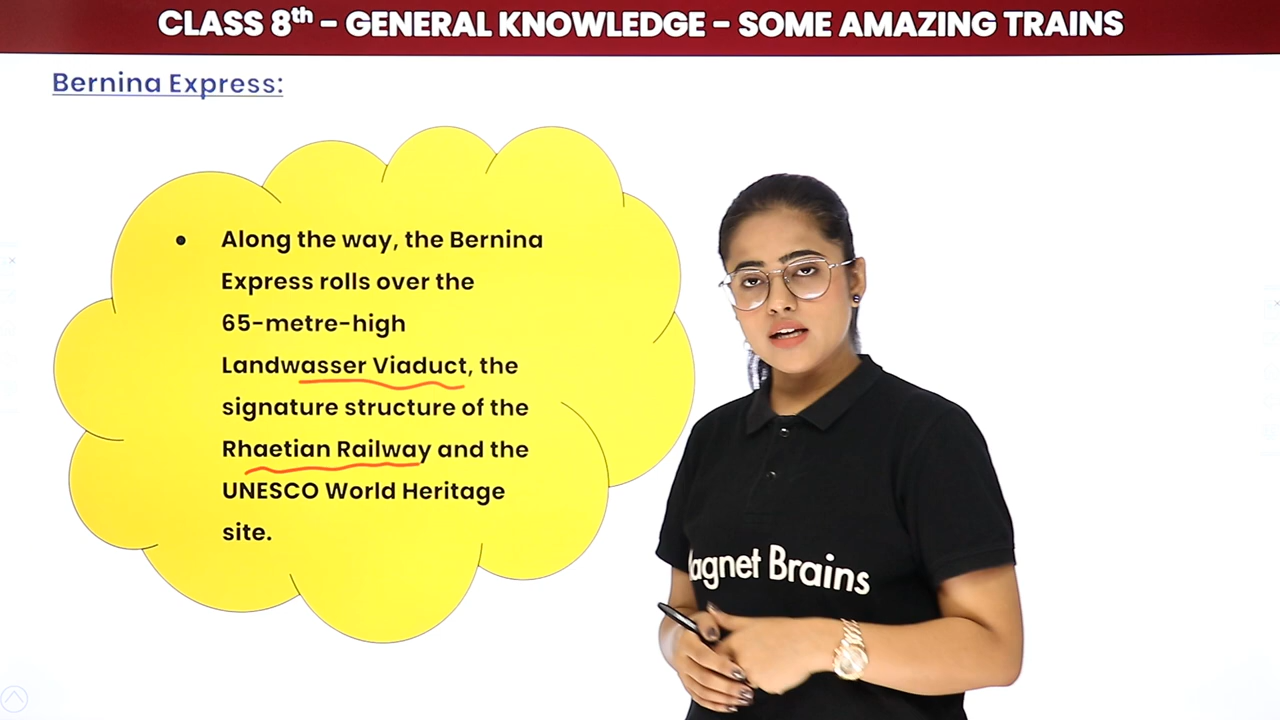 CLASS 8th – GENERAL KNOWLEDGE – SOME AMAZING TRAINS
Bernina Express:
• Along the way, the Bernina
Express rolls over the
65-metre-high
Landwasser Viaduct, the
signature structure of the
Rhaetian Railway and the
UNESCO World Heritage
site.
agnet Brains